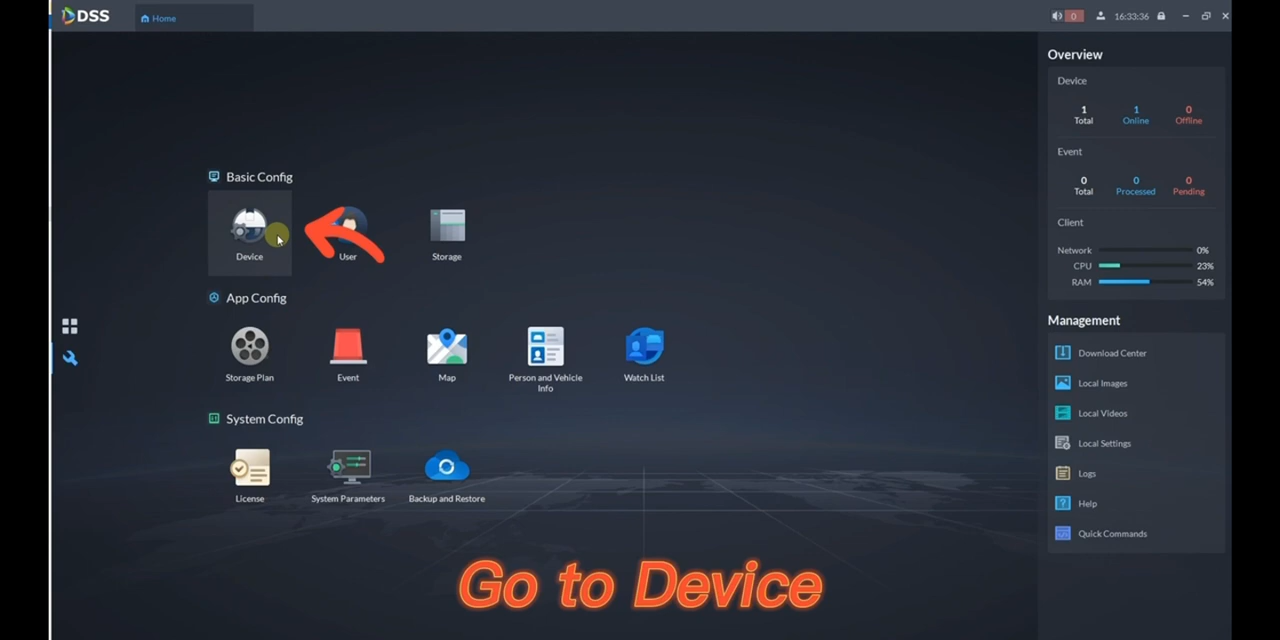 DSS
Home
0
16:33:36
Overview
Device
1
1
0
Total
Online
Offline
Event
0
0
0
Total
Processed
Pending
Client
Network
0%
CPU
23%
RAM
54%
Management
Download Center
Local Images
Local Videos
Local Settings
Logs
Help
Quick Commands
Basic Config
Device
User
Storage
App Config
Storage Plan
Event
Map
Person and Vehicle
Info
Watch List
System Config
License
System Parameters
Backup and Restore
Go to Device